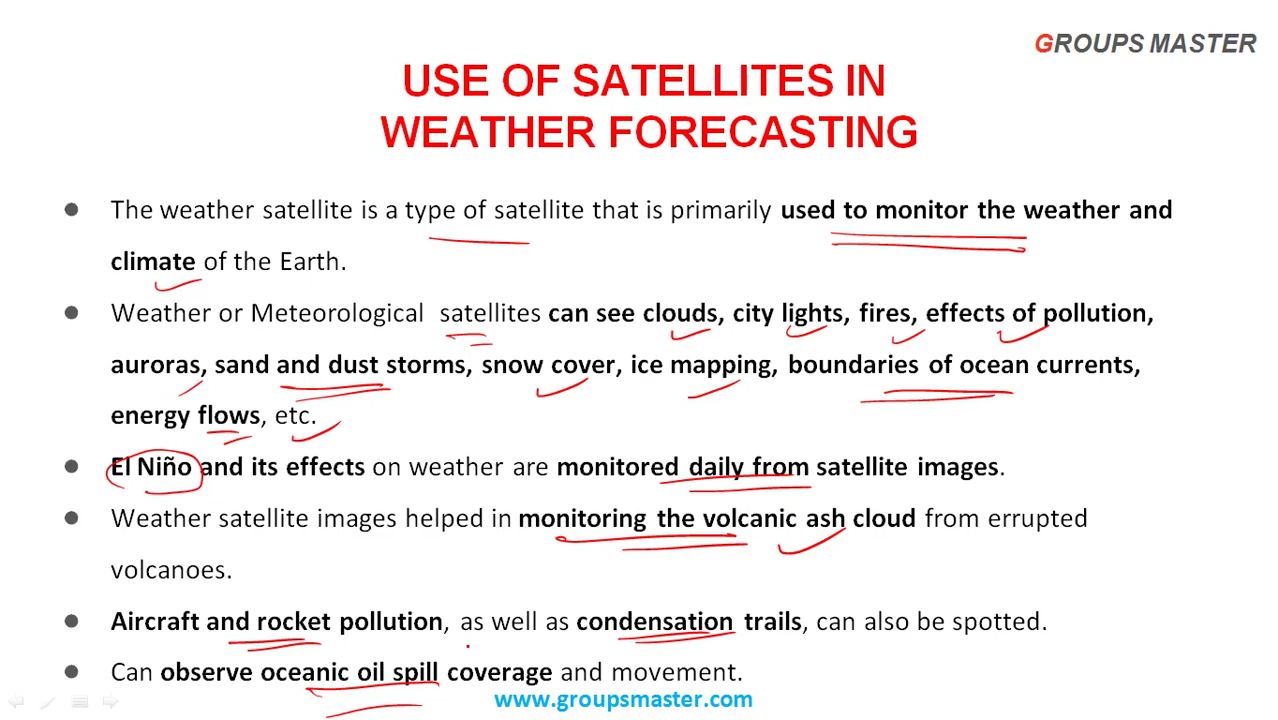 GROUPS MASTER
USE OF SATELLITES IN
WEATHER FORECASTING
● The weather satellite is a type of satellite that is primarily used to monitor the weather and
climate of the Earth.
● Weather or Meteorological satellites can see clouds, city lights, fires, effects of pollution,
auroras, sand and dust storms, snow cover, ice mapping, boundaries of ocean currents,
energy flows, etc.
● El Niño and its effects on weather are monitored daily from satellite images.
● Weather satellite images helped in monitoring the volcanic ash cloud from errupted
volcanoes.
● Aircraft and rocket pollution, as well as condensation trails, can also be spotted.
● Can observe oceanic oil spill coverage and movement.
www.groupsmaster.com